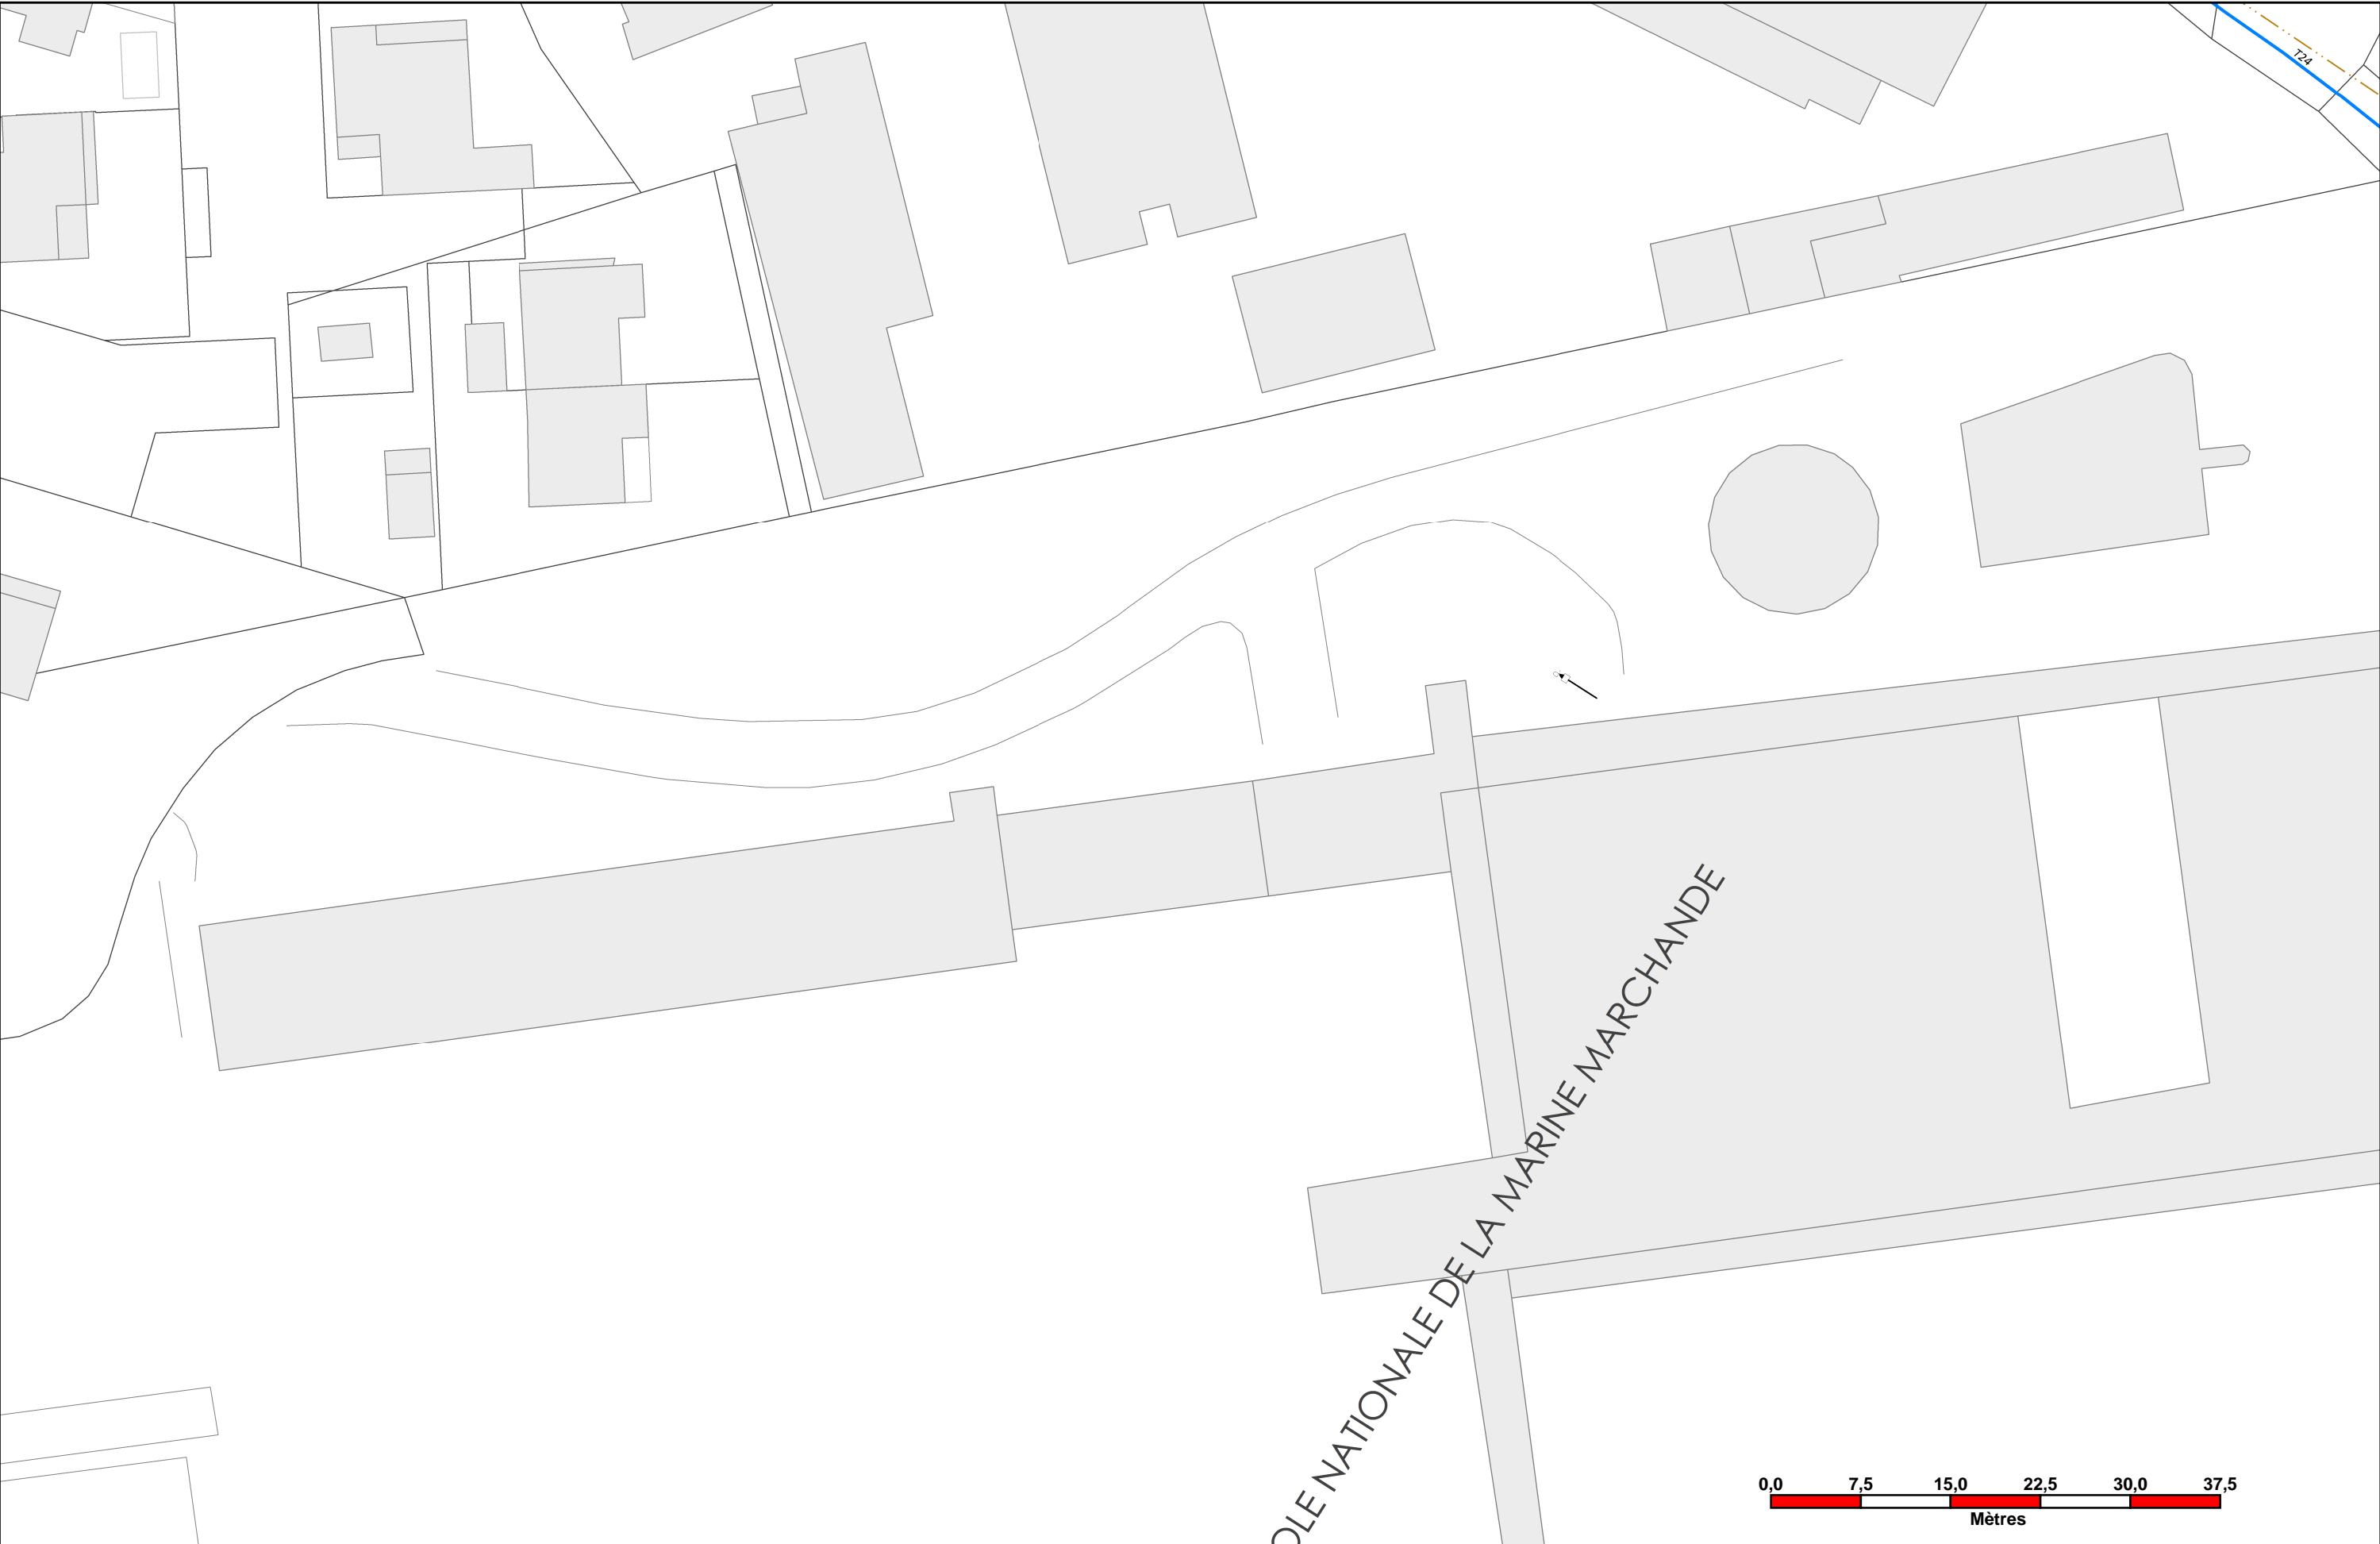 T24
OLE NATIONALE DE LA MARINE MARCHANDE
0,0 7,5 15,0 22,5 30,0 37,5
Mètres